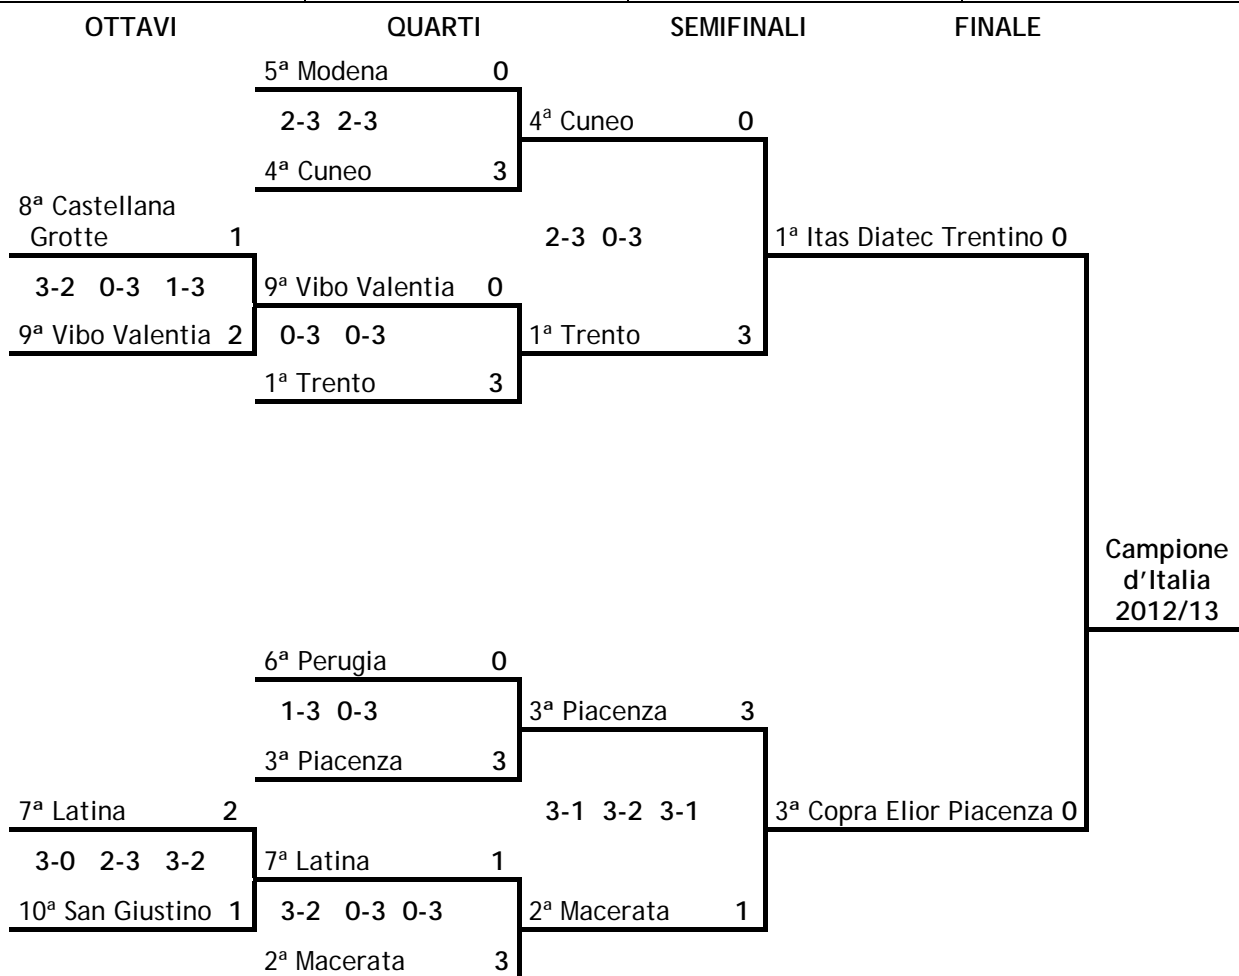 OTTAVI QUARTI SEMIFINALI FINALE
5ª Modena 0
2-3 2-3
4ª Cuneo 0
4ª Cuneo 3
8ª Castellana
Grotte 1
2-3 0-3
1ª Itas Diatec Trentino 0
3-2 0-3 1-3
9ª Vibo Valentia 0
9ª Vibo Valentia 2
0-3 0-3
1ª Trento 3
1ª Trento 3
Campione
d'Italia
2012/13
6ª Perugia 0
1-3 0-3
3ª Piacenza 3
3ª Piacenza 3
7ª Latina 2
3-1 3-2 3-1
3ª Copra Elior Piacenza 0
3-0 2-3 3-2
7ª Latina 1
10ª San Giustino 1
3-2 0-3 0-3
2ª Macerata 1
2ª Macerata 3